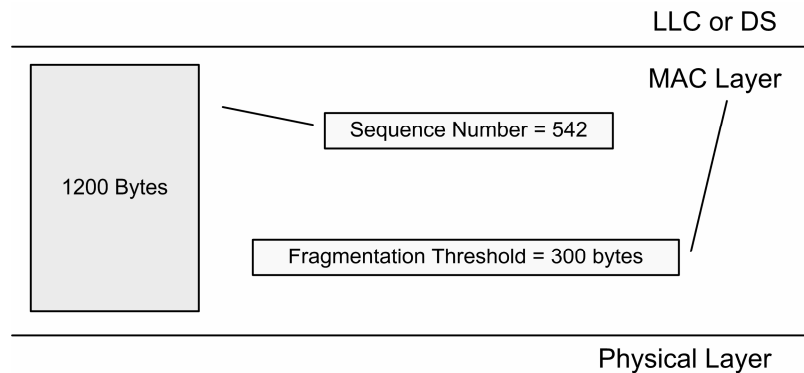 LLC or DS
MAC Layer
Sequence Number = 542
1200 Bytes
Fragmentation Threshold = 300 bytes
Physical Layer